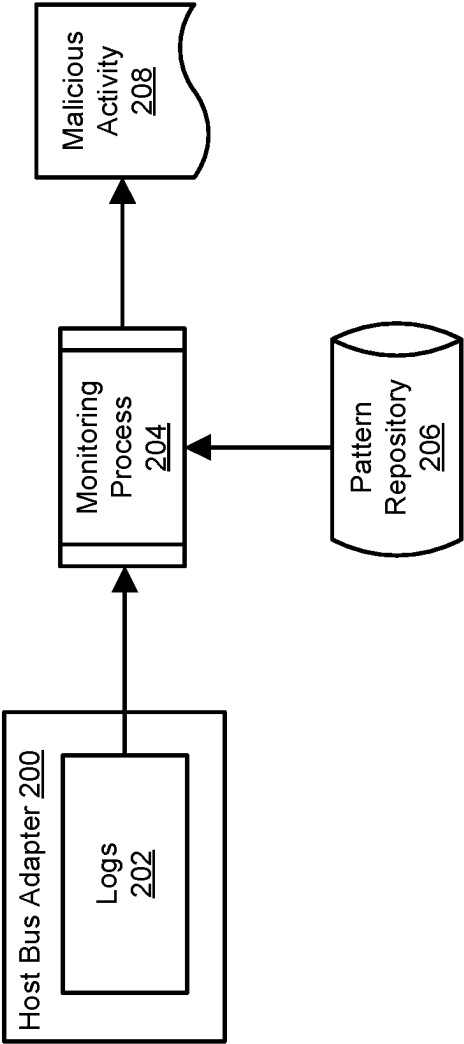 Host Bus Adapter 200
Logs
202
Monitoring
Process
204
Pattern
Repository
206
Malicious
Activity
208